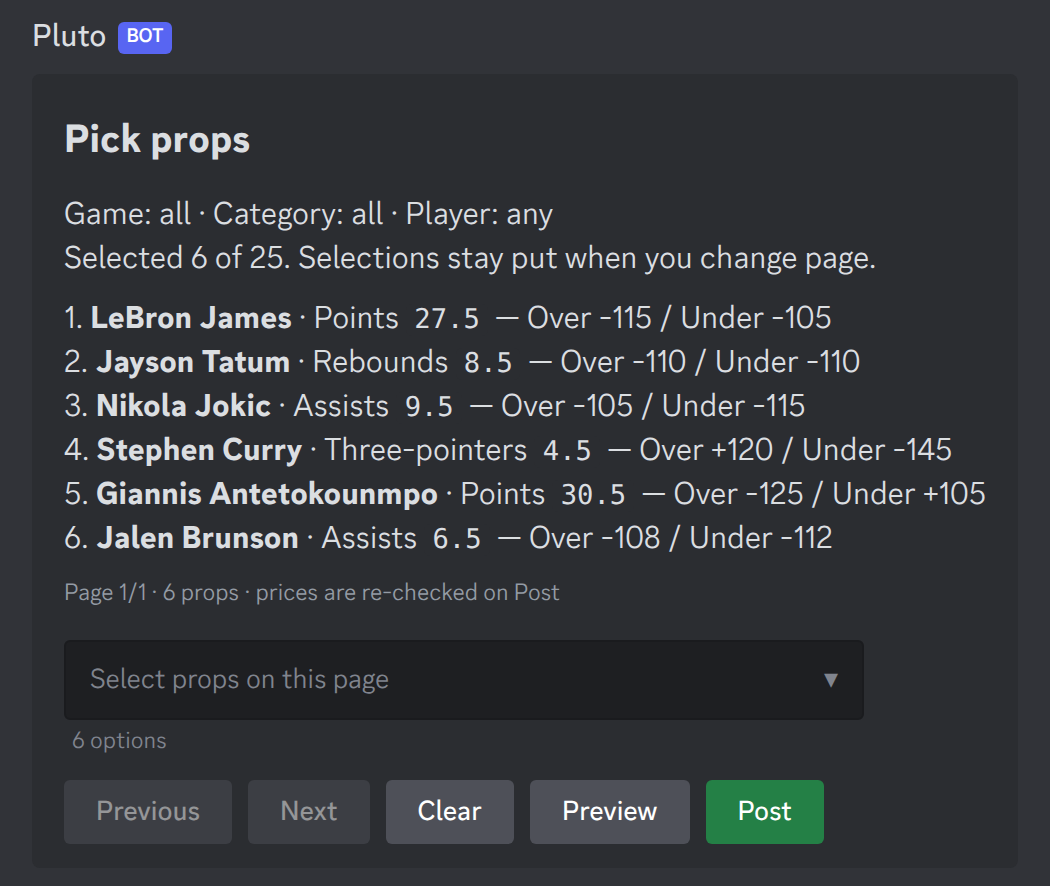 Pluto BOT
Pick props
Game: all · Category: all · Player: any
Selected 6 of 25. Selections stay put when you change page.
1. LeBron James · Points 27.5 — Over -115 / Under -105
2. Jayson Tatum · Rebounds 8.5 — Over -110 / Under -110
3. Nikola Jokic · Assists 9.5 — Over -105 / Under -115
4. Stephen Curry · Three-pointers 4.5 — Over +120 / Under -145
5. Giannis Antetokounmpo · Points 30.5 — Over -125 / Under +105
6. Jalen Brunson · Assists 6.5 — Over -108 / Under -112
Page 1/1 · 6 props · prices are re-checked on Post
Select props on this page ▼
6 options
Previous Next Clear Preview Post